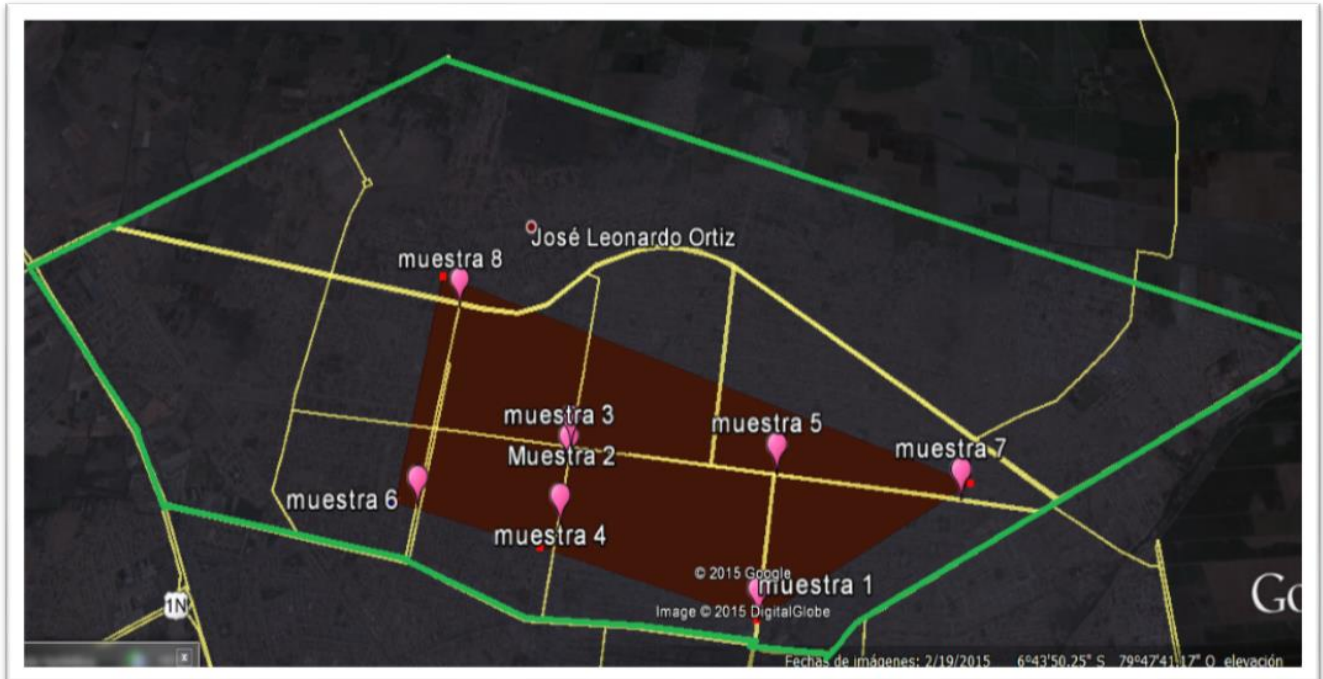 José Leonardo Ortiz
muestra 8
muestra 3
muestra 5
Muestra 2
muestra 7
muestra 6
muestra 4
© 2015 Google
muestra 1
Image © 2015 DigitalGlobe
Go
1N
Fechas de imágenes: 2/19/2015 6°43'50.25" S 79°47'41.17" O elevación